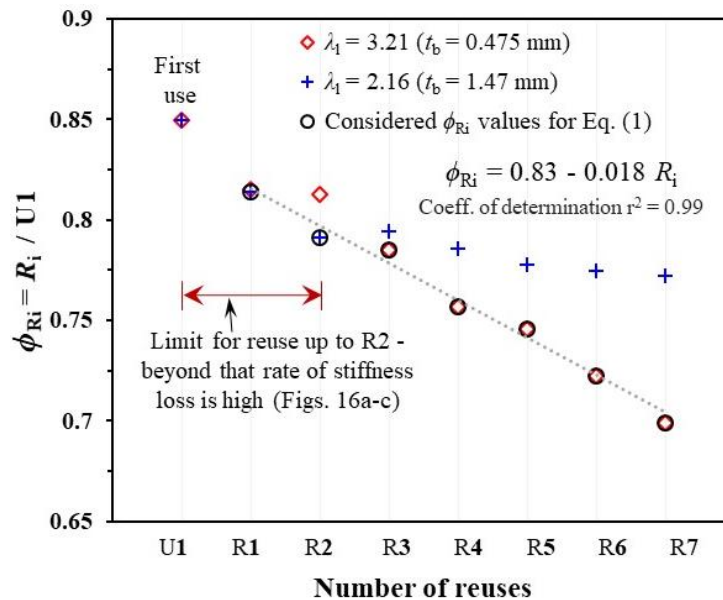 0.9
0.85
0.8
0.75
0.7
0.65
ϕRi = Ri / U1
First
use
λl = 3.21 (tb = 0.475 mm)
λl = 2.16 (tb = 1.47 mm)
Considered ϕRi values for Eq. (1)
ϕRi = 0.83 - 0.018 Ri
Coeff. of determination r² = 0.99
Limit for reuse up to R2 -
beyond that rate of stiffness
loss is high (Figs. 16a-c)
U1 R1 R2 R3 R4 R5 R6 R7
Number of reuses